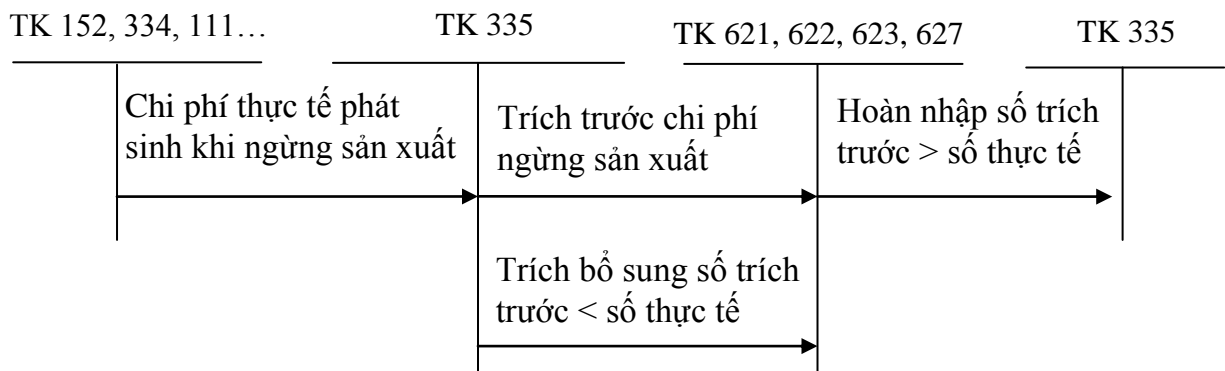 TK 152, 334, 111…
TK 335
TK 621, 622, 623, 627
TK 335
Chi phí thực tế phát
sinh khi ngừng sản xuất
Trích trước chi phí
ngừng sản xuất
Hoàn nhập số trích
trước > số thực tế
Trích bổ sung số trích
trước < số thực tế